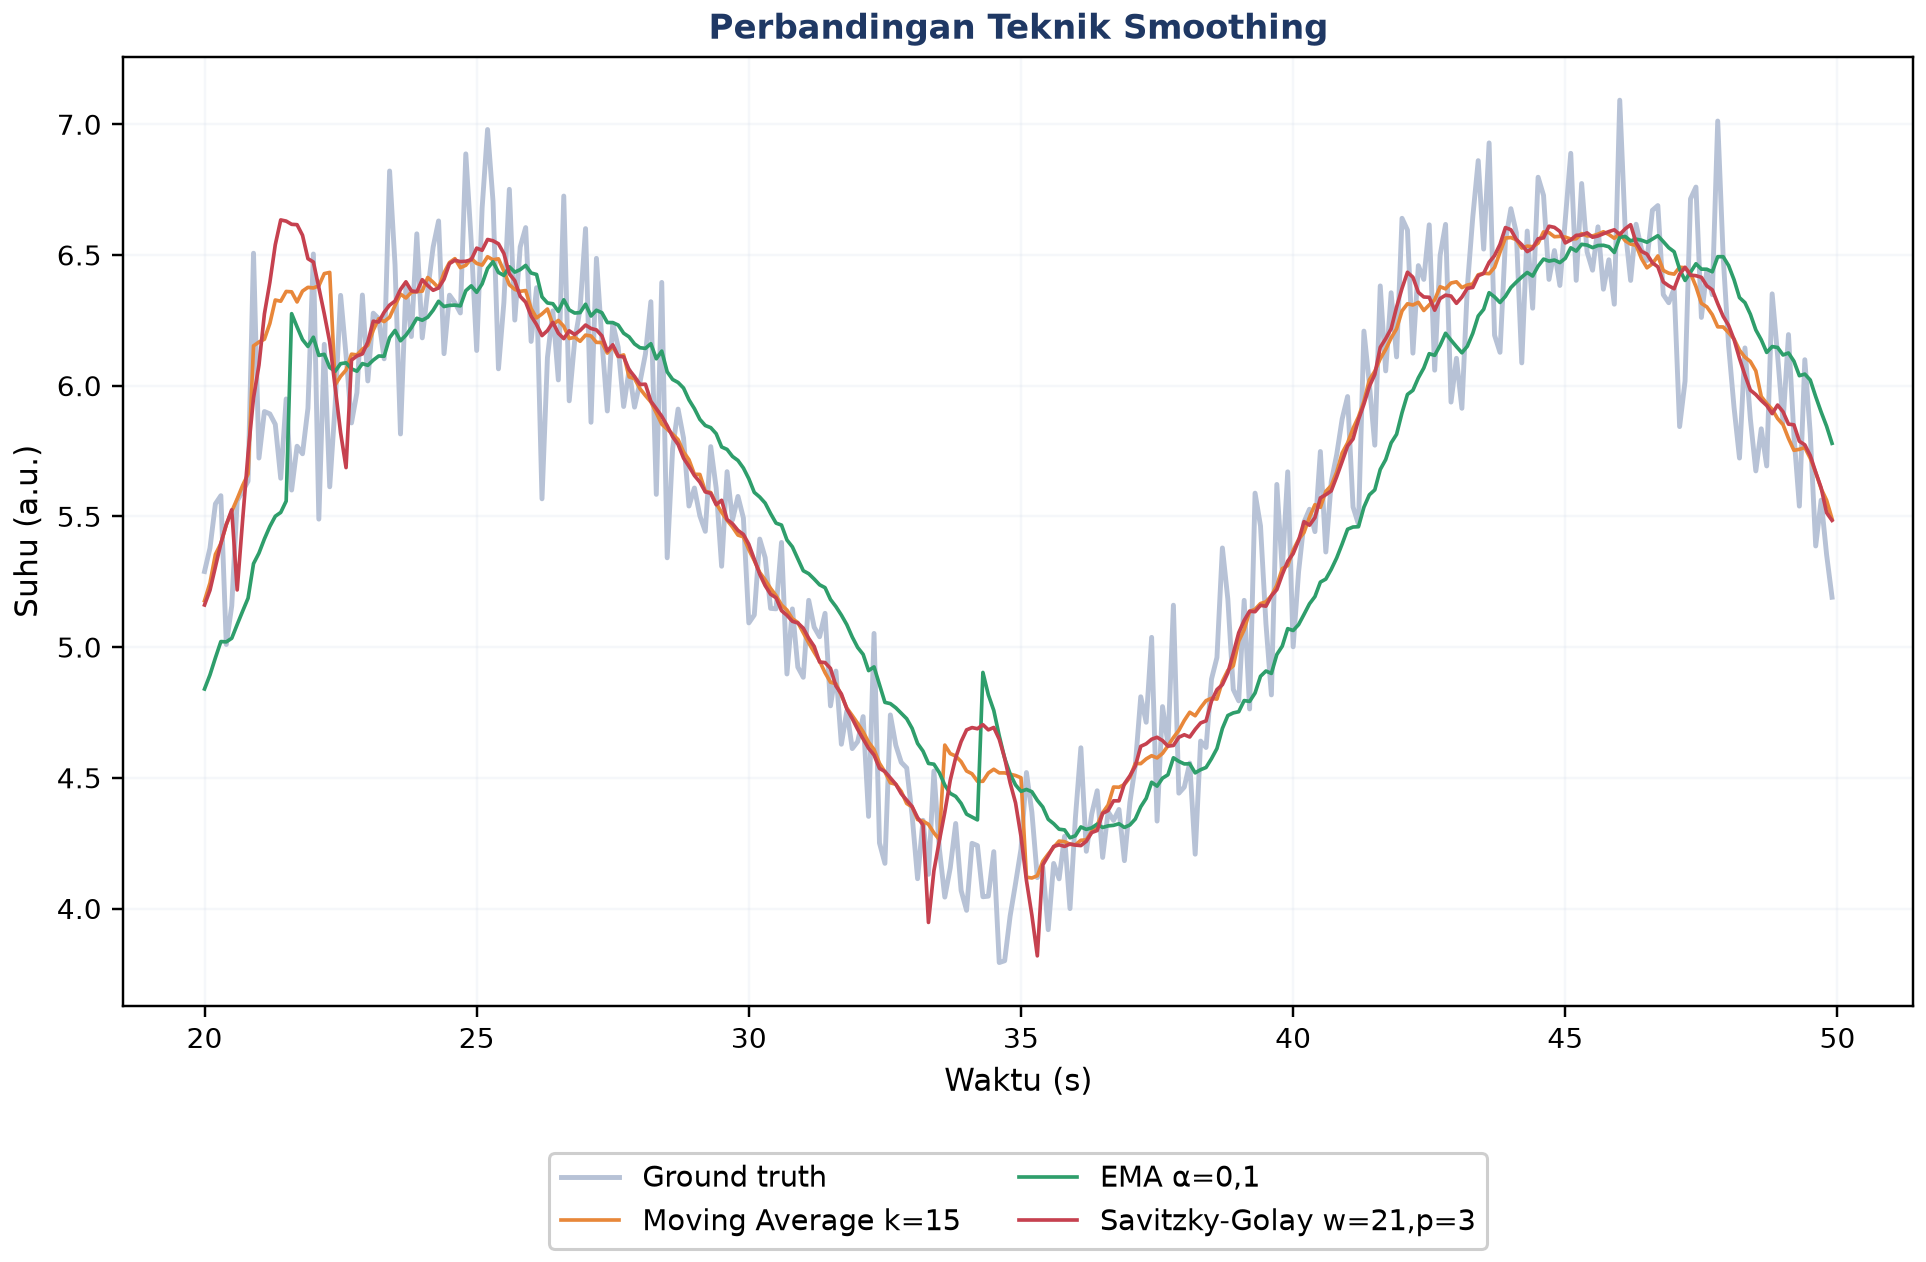 Perbandingan Teknik Smoothing
Suhu (a.u.)
7.0
6.5
6.0
5.5
5.0
4.5
4.0
20 25 30 35 40 45 50
Waktu (s)
Ground truth
Moving Average k=15
EMA α=0,1
Savitzky-Golay w=21,p=3